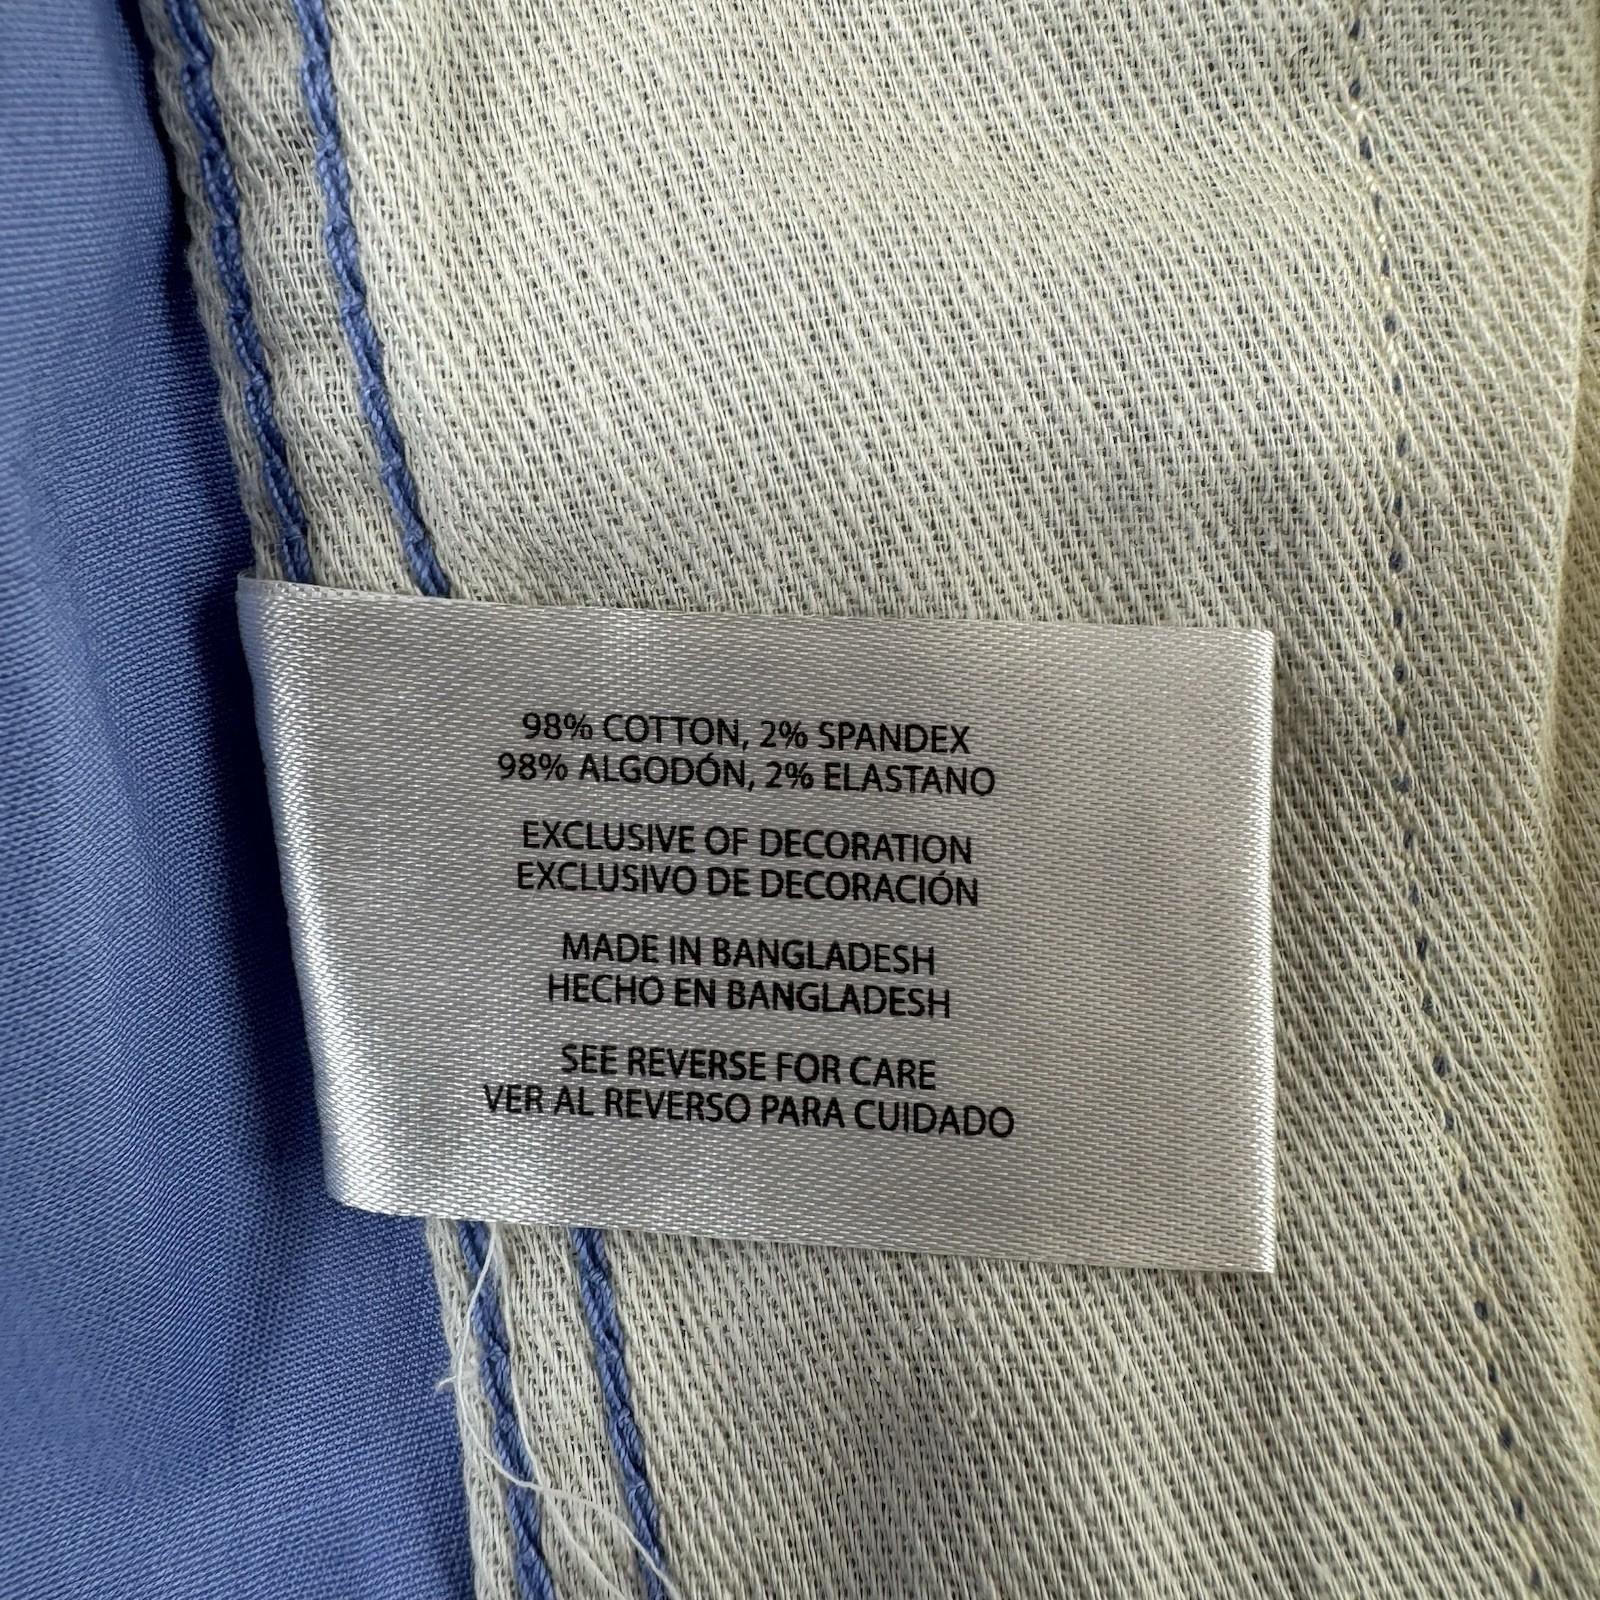 98% COTTON, 2% SPANDEX
98% ALGODÓN, 2% ELASTANO
EXCLUSIVE OF DECORATION
EXCLUSIVO DE DECORACIÓN
MADE IN BANGLADESH
HECHO EN BANGLADESH
SEE REVERSE FOR CARE
VER AL REVERSO PARA CUIDADO